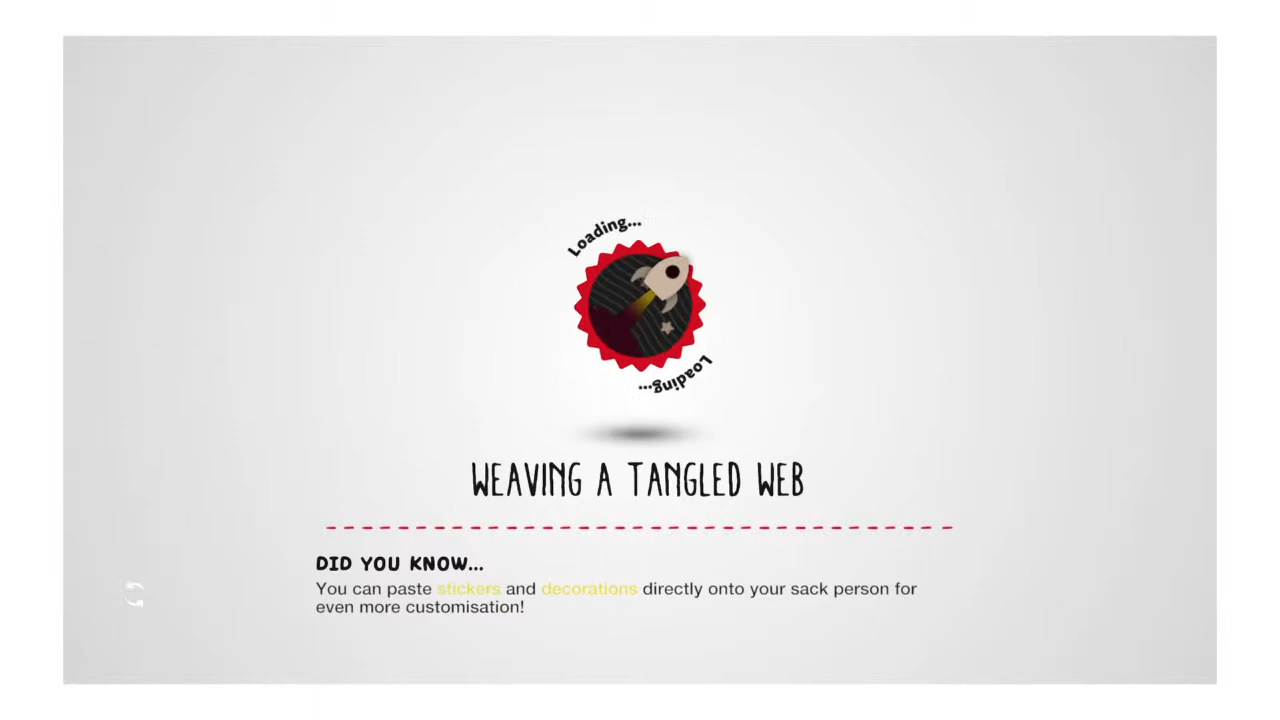 Loading...
Loading...
WEAVING A TANGLED WEB
DID YOU KNOW...
You can paste stickers and decorations directly onto your sack person for
even more customisation!